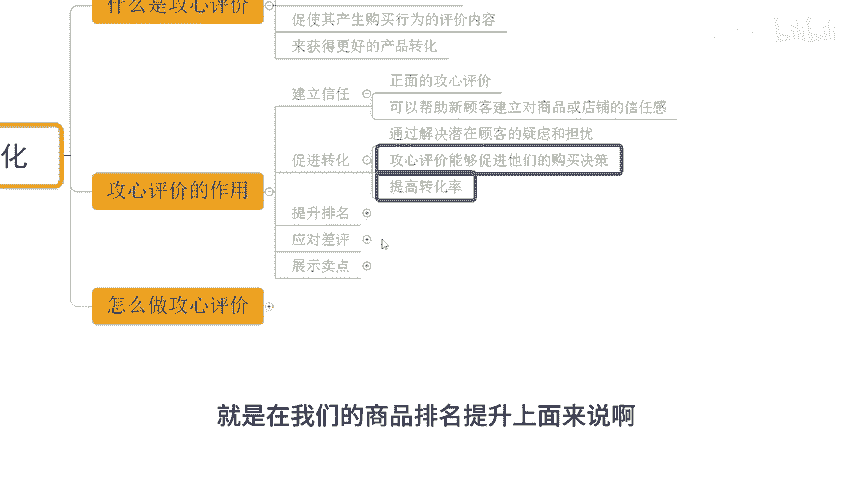 什么是攻心评价
促使其产生购买行为的评价内容
来获得更好的产品转化
建立信任
正面的攻心评价
可以帮助新顾客建立对商品或店铺的信任感
通过解决潜在顾客的疑虑和担扰
促进转化
攻心评价能够促进他们的购买决策
提高转化率
化
攻心评价的作用
提升排名
应对差评
展示卖点
怎么做攻心评价
就是在我们的商品排名提升上面来说啊